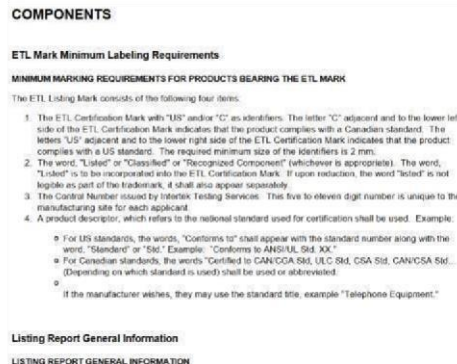 COMPONENTS
ETL Mark Minimum Labeling Requirements
MINIMUM MARKING REQUIREMENTS FOR PRODUCTS BEARING THE ETL MARK
The ETL Listing Mark consists of the following four items.
1. The ETL Certification Mark with "US" and/or "C" as identifiers. The letter "C" adjacent and to the lower left
side of the ETL Certification Mark indicates that the product complies with a Canadian standard. The
letters "US" adjacent and to the lower right side of the ETL Mark indicates that the product
complies with a US standard. The required minimum size of the identifiers is 2 mm.
2. The word, "Listed" or "Classified" or "Recognized Component" (whichever is appropriate). The word,
"Listed" is to be incorporated into the ETL Certification Mark. If upon reduction, the word "listed" is not
legible as part of the trademark, it shall also appear separately.
3. The Control Number issued by Intertek Testing Services. This five to eleven digit number is unique to the
manufacturing site for each applicant.
4. A product descriptor, which refers to the national standard used for certification shall be used. Example:
For US standards, the words, "Conforms to" shall appear with the standard number along with the
word, "Standard" or "Std." Example: "Conforms to ANSI/UL Std. XX."
For Canadian standards, the words "Certified to CAN/CGA Std, ULC Std, CSA Std, CAN/CSA Std...
(Depending on which standard is used) shall be used or abbreviated.
If the manufacturer wishes, they may use the standard title, example "Telephone Equipment."
Listing Report General Information
LISTING REPORT GENERAL INFORMATION